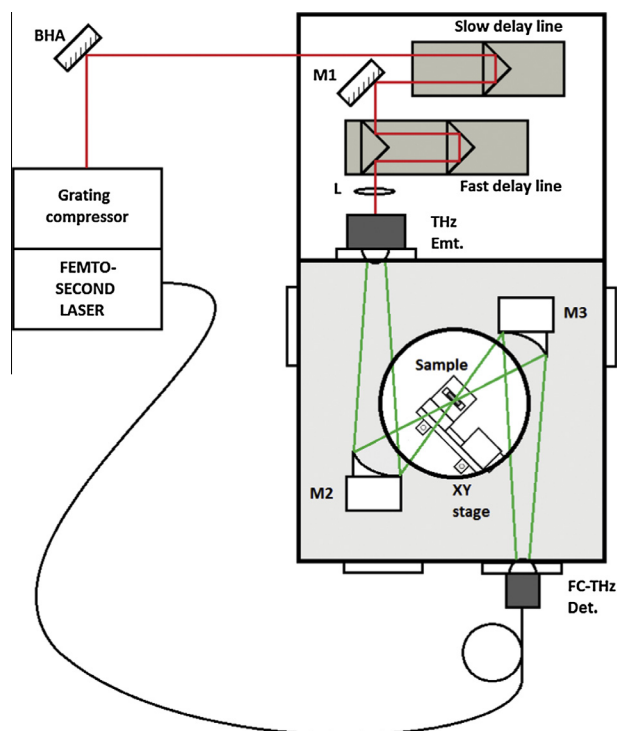 BHA
Slow delay line
M1
Fast delay line
L
Grating
compressor
THz
Emt.
FEMTO-
SECOND
LASER
M3
Sample
M2
XY
stage
FC-THz
Det.